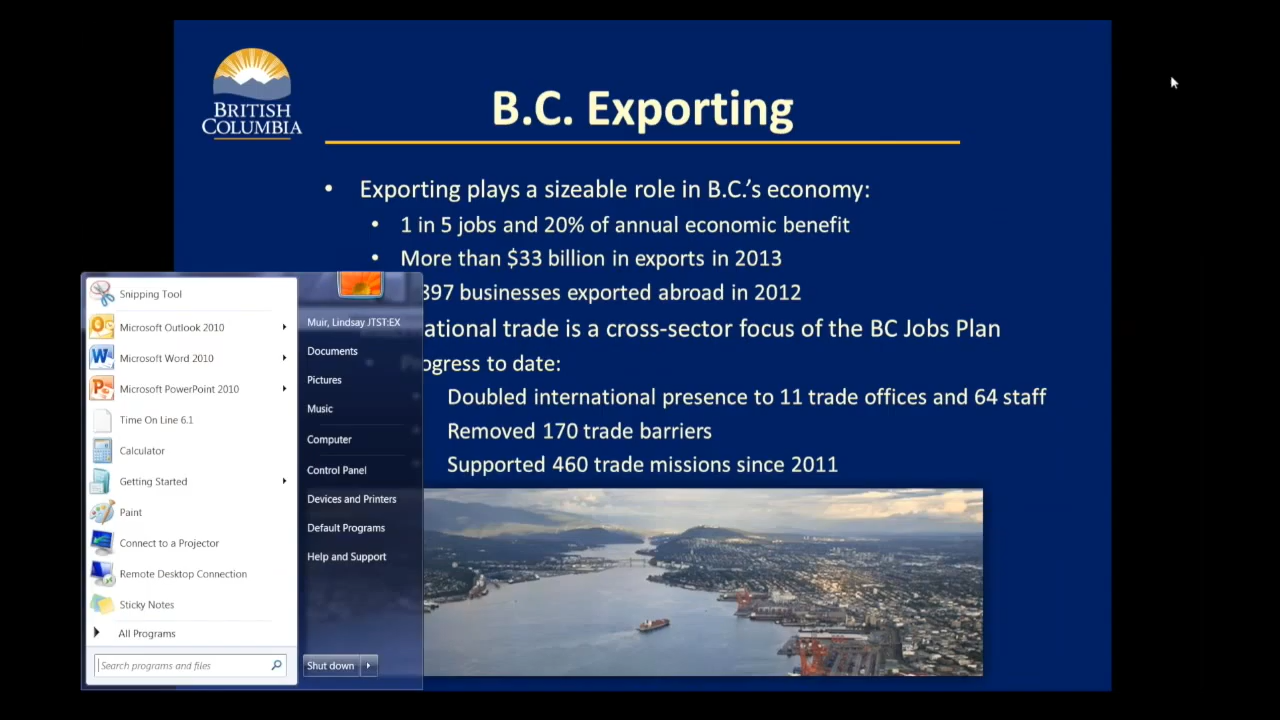 BRITISH
COLUMBIA
B.C. Exporting
• Exporting plays a sizeable role in B.C.'s economy:
• 1 in 5 jobs and 20% of annual economic benefit
• More than $33 billion in exports in 2013
897 businesses exported abroad in 2012
ational trade is a cross-sector focus of the BC Jobs Plan
ogress to date:
Doubled international presence to 11 trade offices and 64 staff
Removed 170 trade barriers
Supported 460 trade missions since 2011
Snipping Tool
Microsoft Outlook 2010
Microsoft Word 2010
Microsoft PowerPoint 2010
Time On Line 6.1
Calculator
Getting Started
Paint
Connect to a Projector
Remote Desktop Connection
Sticky Notes
All Programs
Search programs and files
Muir, Lindsay JTST:EX
Documents
Pictures
Music
Computer
Control Panel
Devices and Printers
Default Programs
Help and Support
Shut down